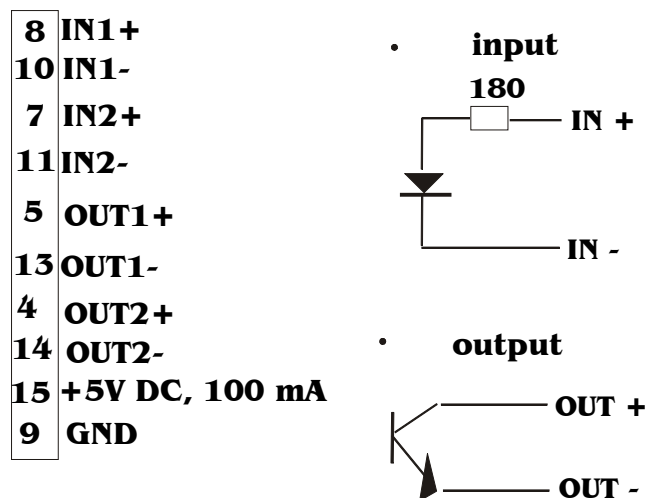 8 IN1+
10 IN1-
7 IN2+
11 IN2-
5 OUT1+
13 OUT1-
4 OUT2+
14 OUT2-
15 +5V DC, 100 mA
9 GND
• input
180
IN +
IN -
• output
OUT +
OUT -